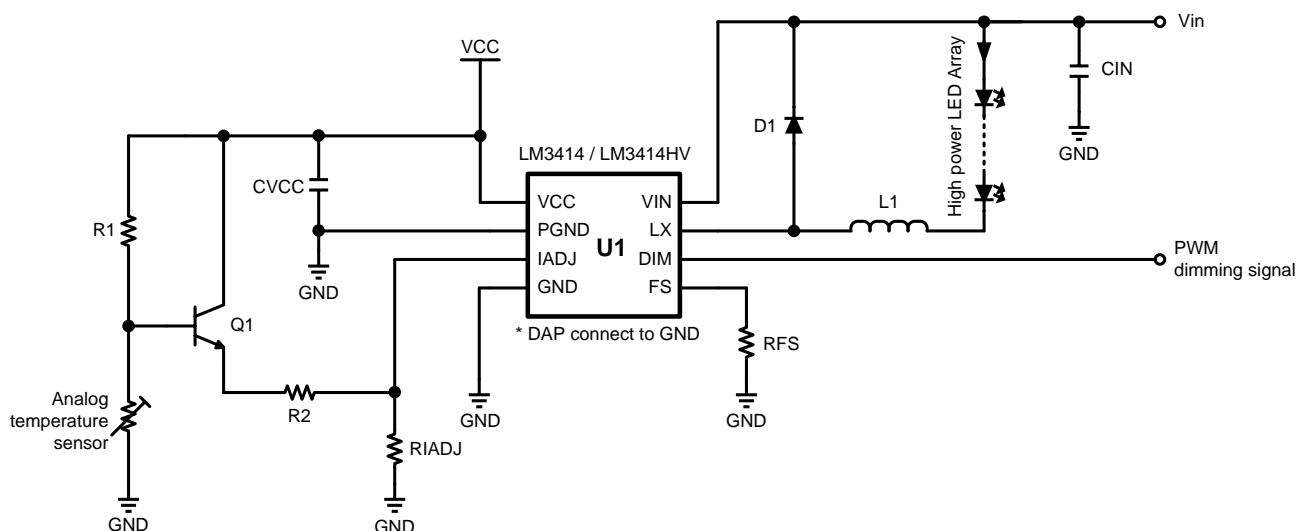 Vin
VCC
High power LED Array
CIN
D1
GND
LM3414 / LM3414HV
CVCC
VCC
VIN
L1
R1
PGND
LX
U1
PWM
dimming signal
IADJ
DIM
GND
GND
FS
Q1
* DAP connect to GND
RFS
Analog
temperature
sensor
R2
GND
GND
RIADJ
GND
GND